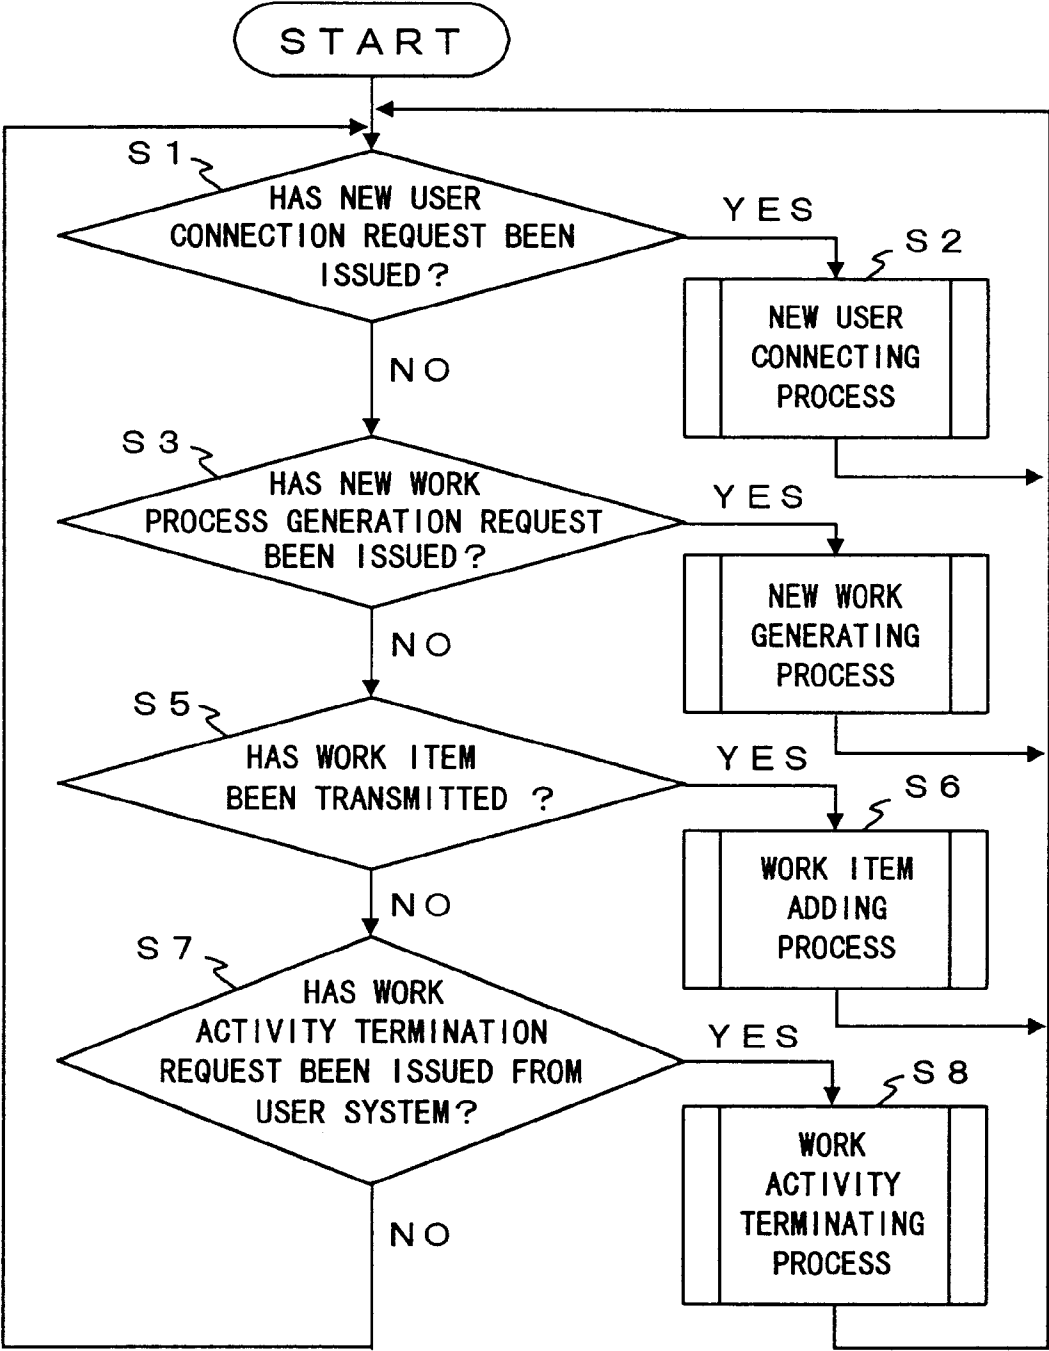 START
S1
HAS NEW USER
CONNECTION REQUEST BEEN
ISSUED?
YES
S2
NEW USER
CONNECTING
PROCESS
NO
S3
HAS NEW WORK
PROCESS GENERATION REQUEST
BEEN ISSUED?
YES
NEW WORK
GENERATING
PROCESS
NO
S5
HAS WORK ITEM
BEEN TRANSMITTED ?
YES
S6
WORK ITEM
ADDING
PROCESS
NO
S7
HAS WORK
ACTIVITY TERMINATION
REQUEST BEEN ISSUED FROM
USER SYSTEM?
YES
S8
WORK
ACTIVITY
TERMINATING
PROCESS
NO